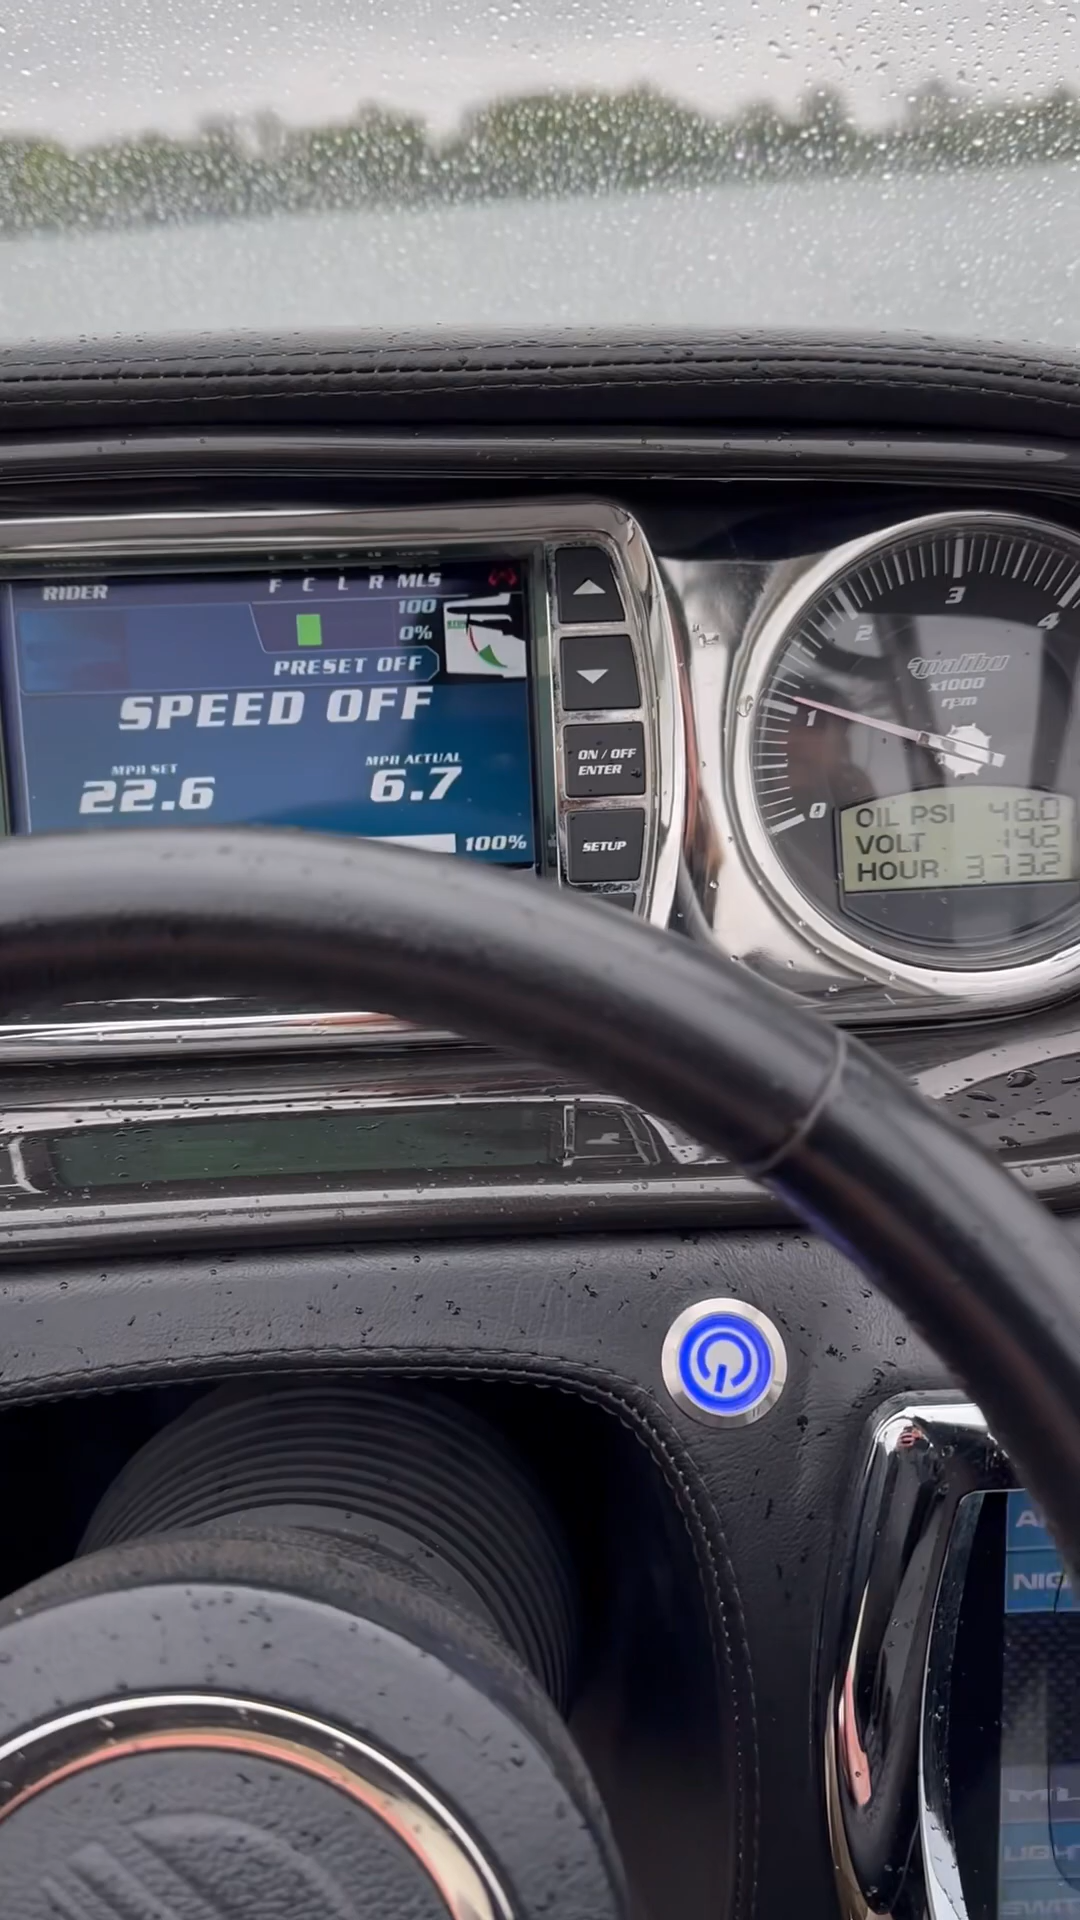 RIDER
F C L R MLS
100
0%
PRESET OFF
SPEED OFF
MPH SET
22.6
MPH ACTUAL
6.7
100%
ON / OFF
ENTER
SETUP
0
1
2
3
4
malibu
x1000
rpm
OIL PSI 46.0
VOLT 14.2
HOUR 373.2